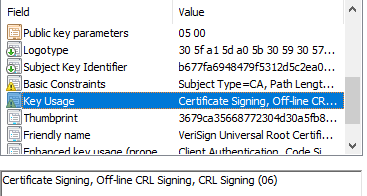 Field Value
Public key parameters 05 00
Logotype 30 5f a1 5d a0 5b 30 59 30 57...
Subject Key Identifier b677fa6948479f5312d5c2ea0...
Basic Constraints Subject Type=CA, Path Lengt...
Key Usage Certificate Signing, Off-line CR...
Thumbprint 3679ca35668772304d30a5fb8...
Friendly name VeriSign Universal Root Certifi...
Enhanced key usage (prope... Client Authentication, Code Si...
Certificate Signing, Off-line CRL Signing, CRL Signing (06)